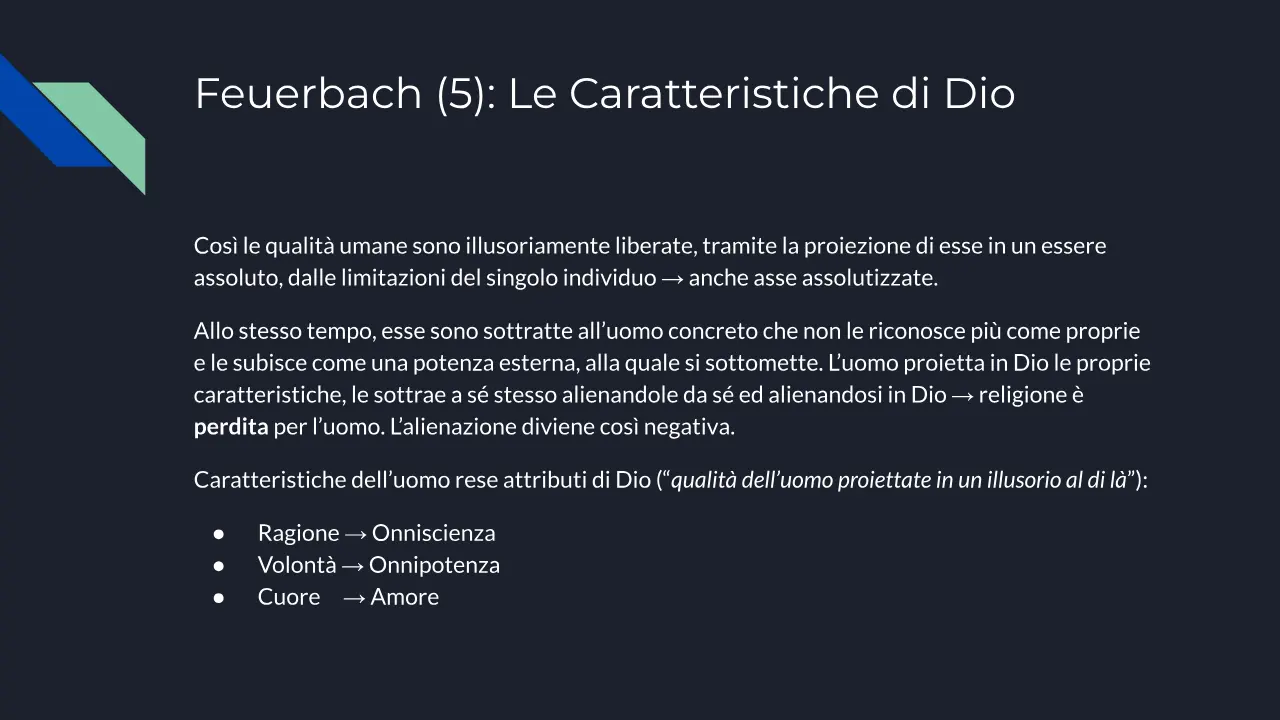 Feuerbach (5): Le Caratteristiche di Dio
Così le qualità umane sono illusoriamente liberate, tramite la proiezione di esse in un essere
assoluto, dalle limitazioni del singolo individuo → anche asse assolutizzate.
Allo stesso tempo, esse sono sottratte all’uomo concreto che non le riconosce più come proprie
e le subisce come una potenza esterna, alla quale si sottomette. L’uomo proietta in Dio le proprie
caratteristiche, le sottrae a sé stesso alienandole da sé ed alienandosi in Dio → religione è
perdita per l’uomo. L’alienazione diviene così negativa.
Caratteristiche dell’uomo rese attributi di Dio (“qualità dell’uomo proiettate in un illusorio al di là”):
● Ragione → Onniscienza
● Volontà → Onnipotenza
● Cuore → Amore